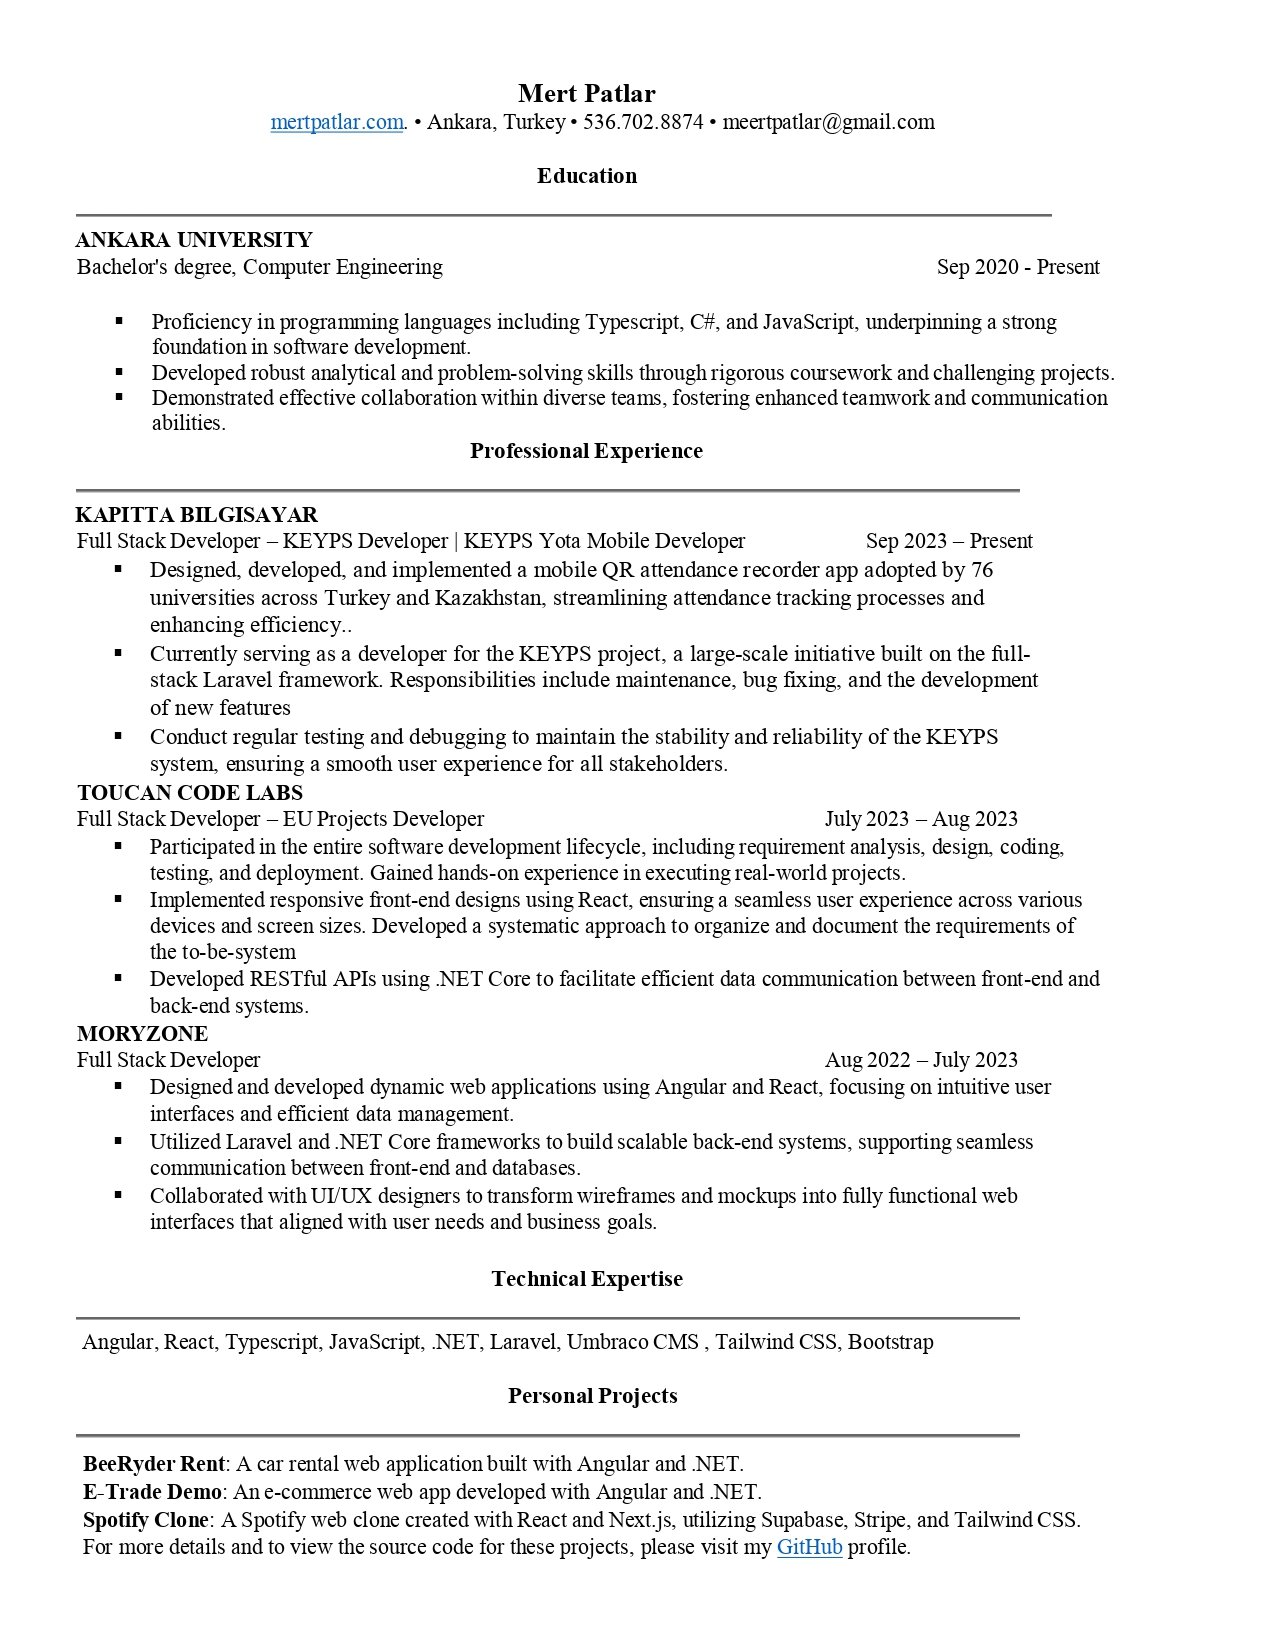 Mert Patlar
mertpatlar.com. • Ankara, Turkey • 536.702.8874 • meertpatlar@gmail.com
Education
ANKARA UNIVERSITY
Bachelor's degree, Computer Engineering Sep 2020 - Present
▪ Proficiency in programming languages including Typescript, C#, and JavaScript, underpinning a strong
foundation in software development.
▪ Developed robust analytical and problem-solving skills through rigorous coursework and challenging projects.
▪ Demonstrated effective collaboration within diverse teams, fostering enhanced teamwork and communication
abilities.
Professional Experience
KAPITTA BILGISAYAR
Full Stack Developer – KEYPS Developer | KEYPS Yota Mobile Developer Sep 2023 – Present
▪ Designed, developed, and implemented a mobile QR attendance recorder app adopted by 76
universities across Turkey and Kazakhstan, streamlining attendance tracking processes and
enhancing efficiency..
▪ Currently serving as a developer for the KEYPS project, a large-scale initiative built on the full-
stack Laravel framework. Responsibilities include maintenance, bug fixing, and the development
of new features
▪ Conduct regular testing and debugging to maintain the stability and reliability of the KEYPS
system, ensuring a smooth user experience for all stakeholders.
TOUCAN CODE LABS
Full Stack Developer – EU Projects Developer July 2023 – Aug 2023
▪ Participated in the entire software development lifecycle, including requirement analysis, design, coding,
testing, and deployment. Gained hands-on experience in executing real-world projects.
▪ Implemented responsive front-end designs using React, ensuring a seamless user experience across various
devices and screen sizes. Developed a systematic approach to organize and document the requirements of
the to-be-system
▪ Developed RESTful APIs using .NET Core to facilitate efficient data communication between front-end and
back-end systems.
MORYZONE
Full Stack Developer Aug 2022 – July 2023
▪ Designed and developed dynamic web applications using Angular and React, focusing on intuitive user
interfaces and efficient data management.
▪ Utilized Laravel and .NET Core frameworks to build scalable back-end systems, supporting seamless
communication between front-end and databases.
▪ Collaborated with UI/UX designers to transform wireframes and mockups into fully functional web
interfaces that aligned with user needs and business goals.
Technical Expertise
Angular, React, Typescript, JavaScript, .NET, Laravel, Umbraco CMS , Tailwind CSS, Bootstrap
Personal Projects
BeeRyder Rent: A car rental web application built with Angular and .NET.
E-Trade Demo: An e-commerce web app developed with Angular and .NET.
Spotify Clone: A Spotify web clone created with React and Next.js, utilizing Supabase, Stripe, and Tailwind CSS.
For more details and to view the source code for these projects, please visit my GitHub profile.